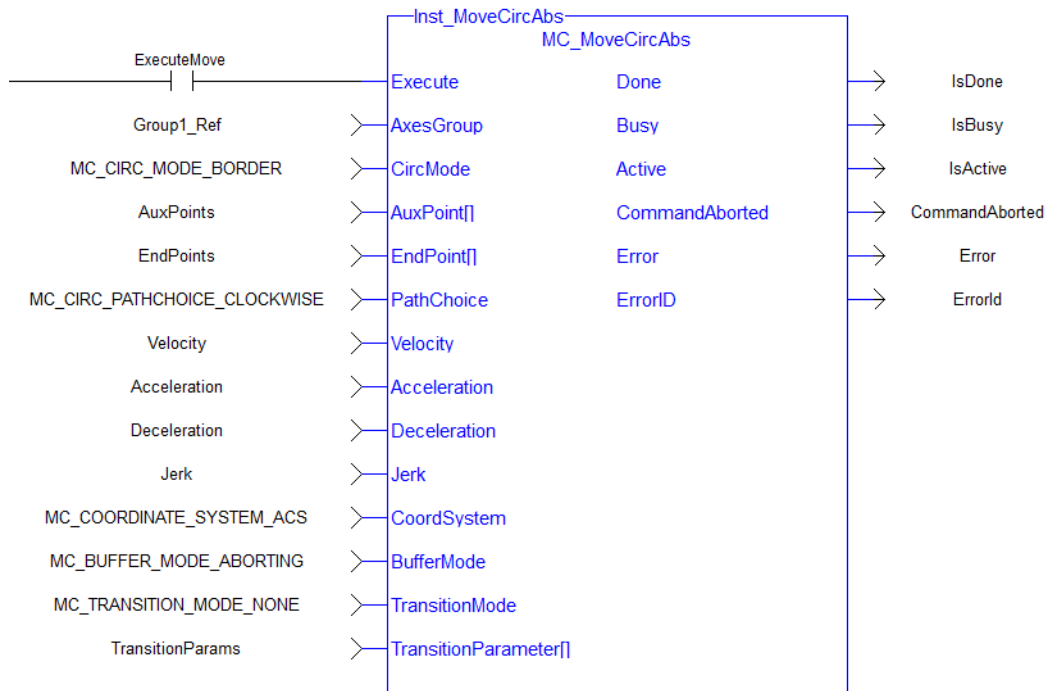 Inst_MoveCircAbs
MC_MoveCircAbs
ExecuteMove Execute Done IsDone
Group1_Ref AxesGroup Busy IsBusy
MC_CIRC_MODE_BORDER CircMode Active IsActive
AuxPoints AuxPoint[] CommandAborted CommandAborted
EndPoints EndPoint[] Error Error
MC_CIRC_PATHCHOICE_CLOCKWISE PathChoice ErrorID ErrorId
Velocity Velocity
Acceleration Acceleration
Deceleration Deceleration
Jerk Jerk
MC_COORDINATE_SYSTEM_ACS CoordSystem
MC_BUFFER_MODE_ABORTING BufferMode
MC_TRANSITION_MODE_NONE TransitionMode
TransitionParams TransitionParameter[]